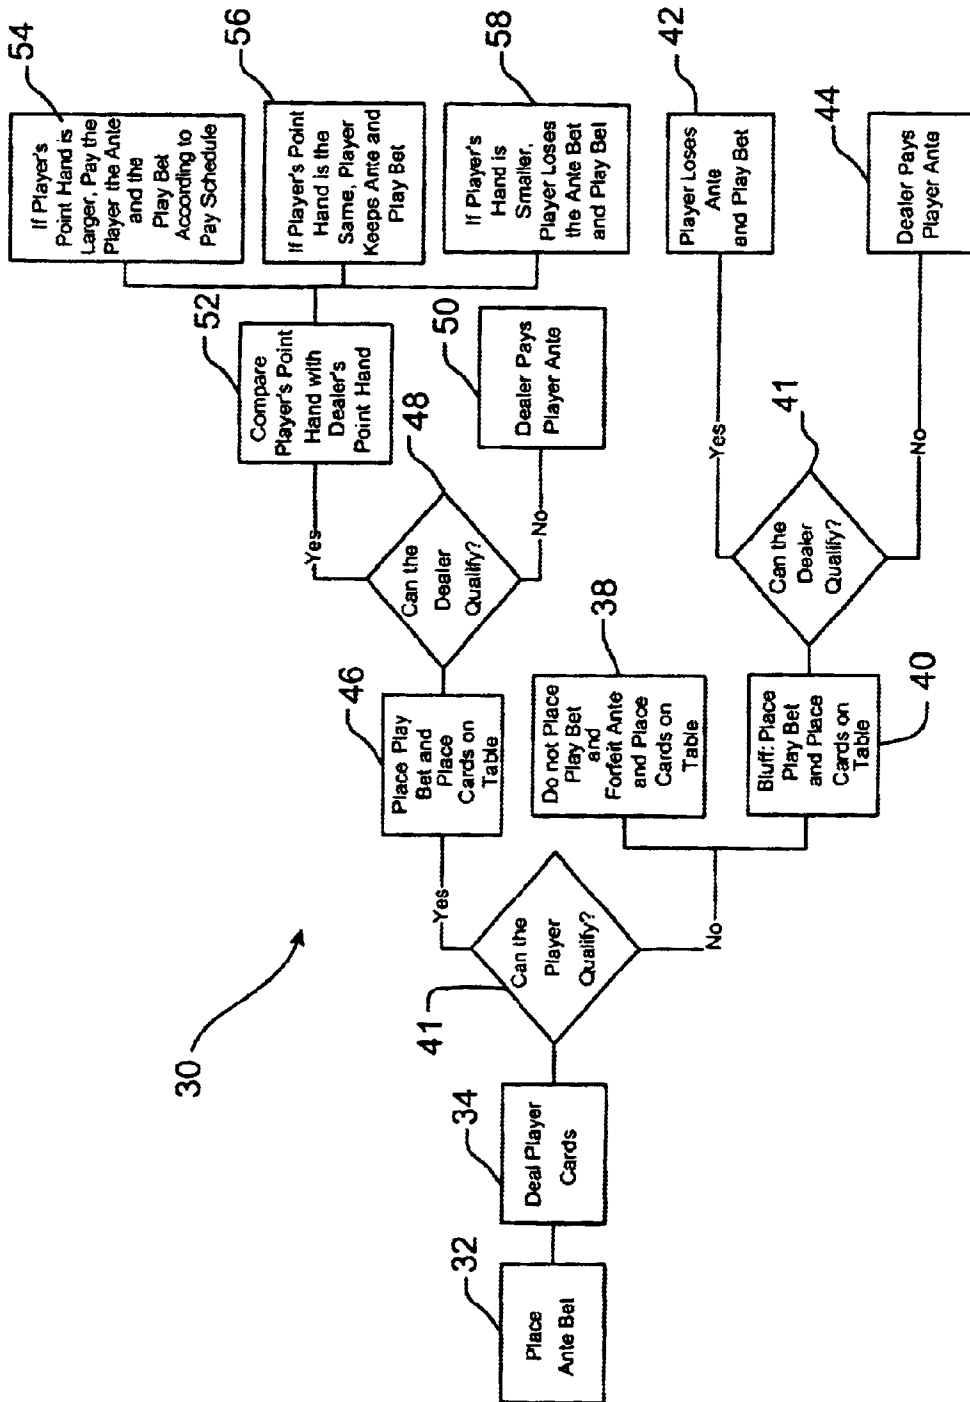 30
32
Place
Ante Bet
34
Deal Player
Cards
41
Can the
Player
Qualify?
Yes
No
46
Place Play
Bet and
Place
Cards on
Table
38
Do not Place
Play Bet
and
Forfeit Ante
and Place
Cards on
Table
40
Bluff: Place
Play Bet
and Place
Cards on
Table
48
Can the
Dealer
Qualify?
Yes
No
41
Can the
Dealer
Qualify?
Yes
No
52
Compare
Player's Point
Hand with
Dealer's
Point Hand
50
Dealer Pays
Player Ante
54
If Player's
Point Hand is
Larger, Pay the
Player the Ante
and the
Play Bet
According to
Pay Schedule
56
If Player's Point
Hand is the
Same, Player
Keeps Ante and
Play Bet
58
If Player's
Hand is
Smaller,
Player Loses
the Ante Bet
and Play Bet
42
Player Loses
Ante
and Play Bet
44
Dealer Pays
Player Ante